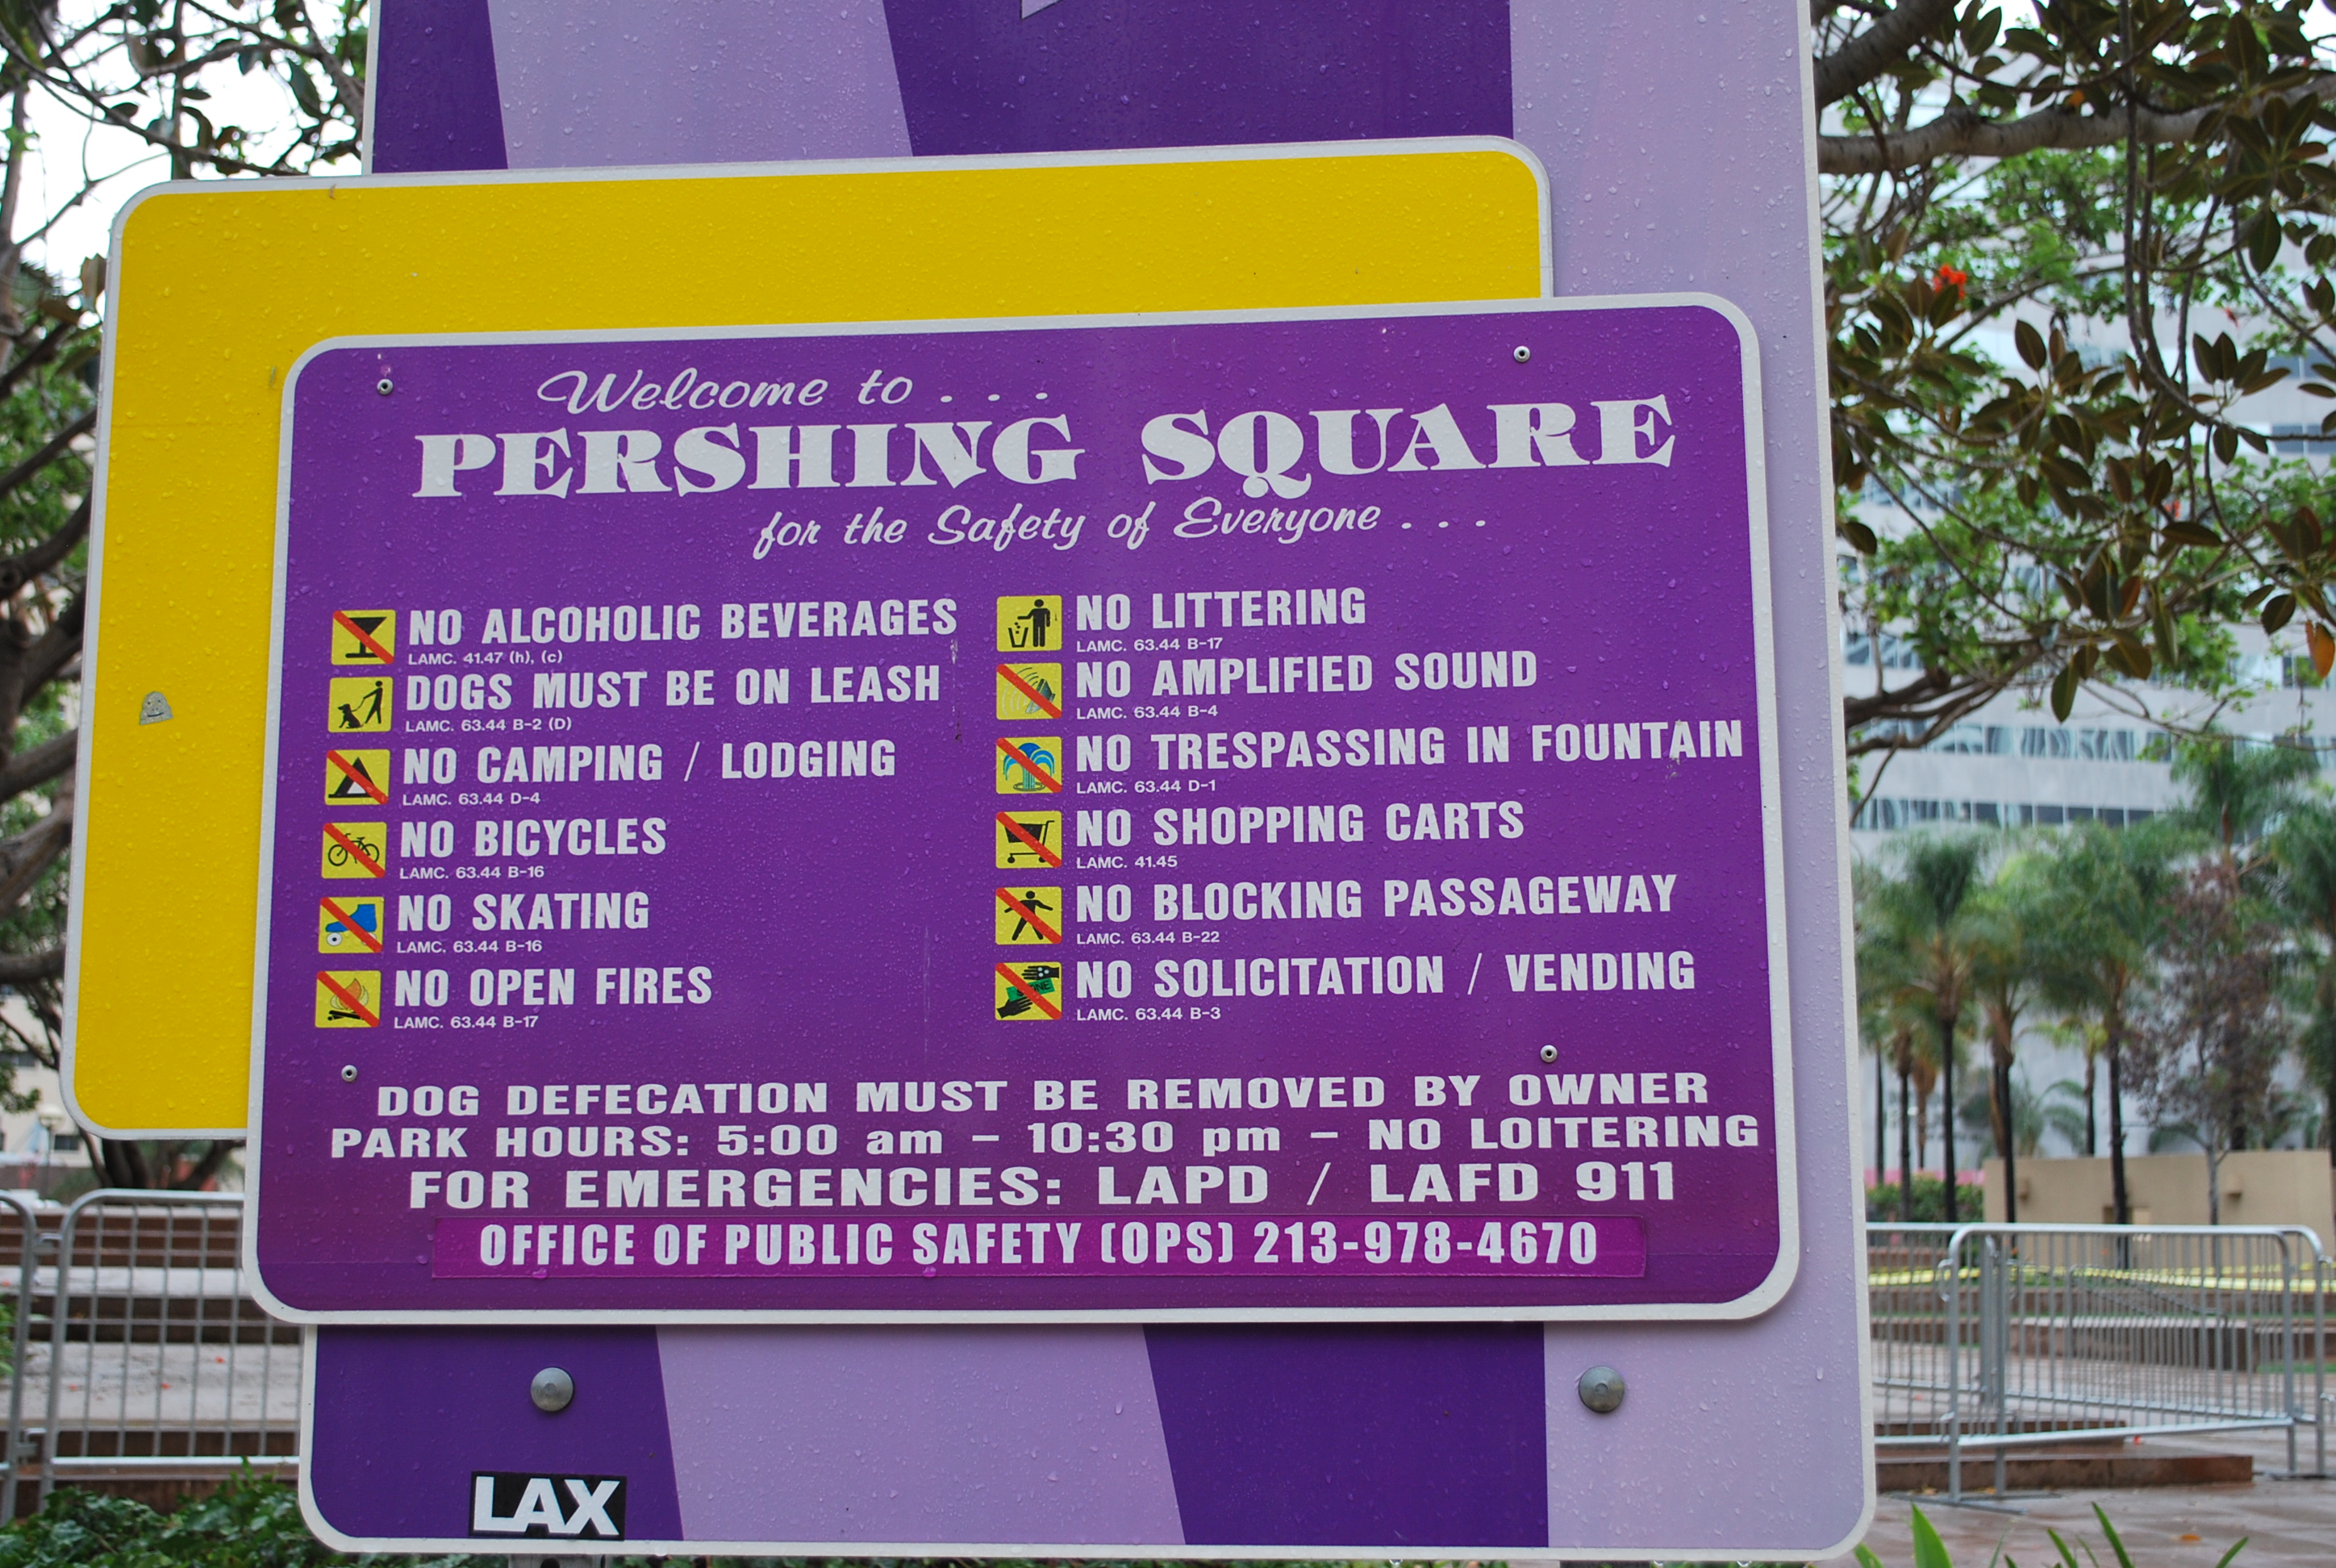 Welcome to . . .
PERSHING SQUARE
for the Safety of Everyone . . .
NO ALCOHOLIC BEVERAGES
LAMC. 41.47 (h), (c)
DOGS MUST BE ON LEASH
LAMC. 63.44 B-2 (D)
NO CAMPING / LODGING
LAMC. 63.44 D-4
NO BICYCLES
LAMC. 63.44 B-16
NO SKATING
LAMC. 63.44 B-16
NO OPEN FIRES
LAMC. 63.44 B-17
NO LITTERING
LAMC. 63.44 B-17
NO AMPLIFIED SOUND
LAMC. 63.44 B-4
NO TRESPASSING IN FOUNTAIN
LAMC. 63.44 D-1
NO SHOPPING CARTS
LAMC. 41.45
NO BLOCKING PASSAGEWAY
LAMC. 63.44 B-22
NO SOLICITATION / VENDING
LAMC. 63.44 B-3
DOG DEFECATION MUST BE REMOVED BY OWNER
PARK HOURS: 5:00 am – 10:30 pm – NO LOITERING
FOR EMERGENCIES: LAPD / LAFD 911
OFFICE OF PUBLIC SAFETY (OPS) 213-978-4670
LAX